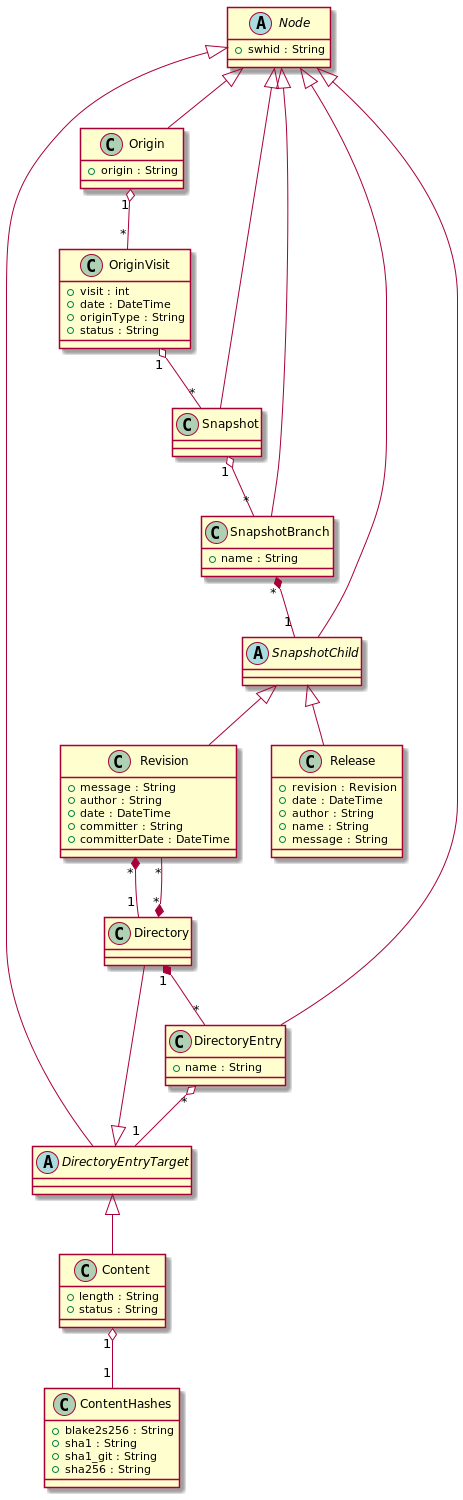 A Node
swhid : String
C Origin
origin : String
1
*
C OriginVisit
visit : int
date : DateTime
originType : String
status : String
1
*
C Snapshot
1
*
C SnapshotBranch
name : String
*
1
A SnapshotChild
C Revision
message : String
author : String
date : DateTime
committer : String
committerDate : DateTime
C Release
revision : Revision
date : DateTime
author : String
name : String
message : String
* *
1 *
C Directory
1
*
C DirectoryEntry
name : String
*
1
A DirectoryEntryTarget
C Content
length : String
status : String
1
1
C ContentHashes
blake2s256 : String
sha1 : String
sha1_git : String
sha256 : String